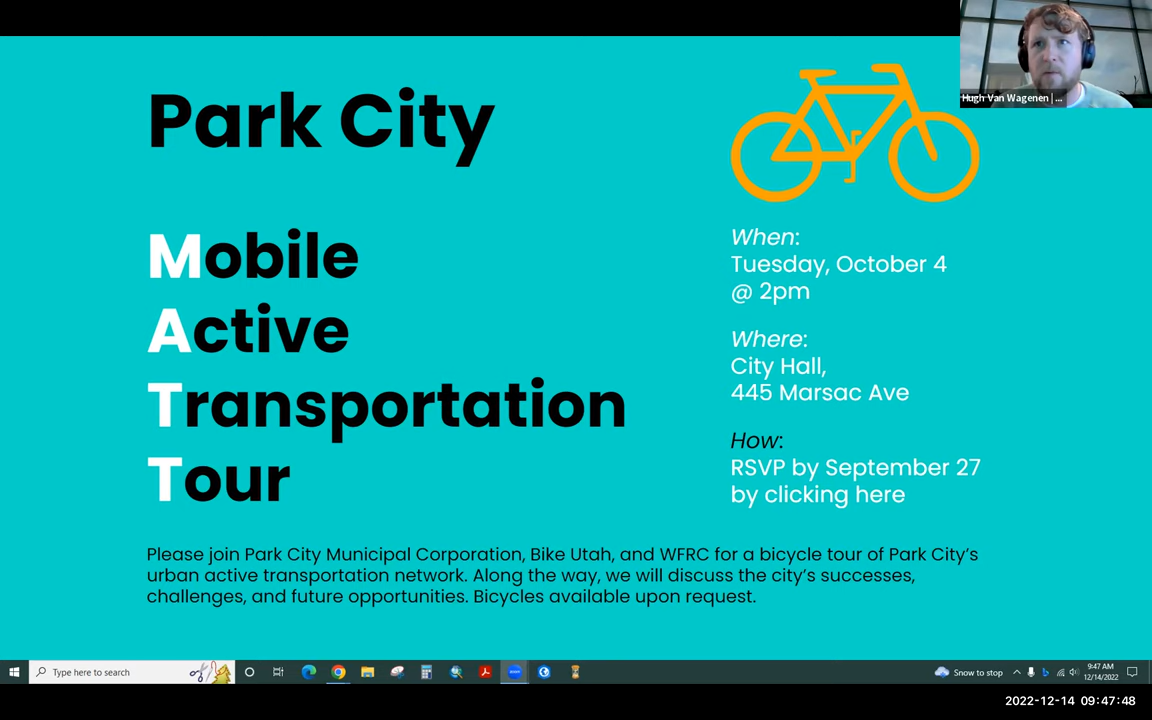 Park City
Mobile
Active
Transportation
Tour
When:
Tuesday, October 4
@ 2pm
Where:
City Hall,
445 Marsac Ave
How:
RSVP by September 27
by clicking here
Please join Park City Municipal Corporation, Bike Utah, and WFRC for a bicycle tour of Park City's
urban active transportation network. Along the way, we will discuss the city's successes,
challenges, and future opportunities. Bicycles available upon request.
Hugh Van Wagenen | ...
Type here to search
Snow to stop
9:47 AM
12/14/2022
2022-12-14 09:47:48